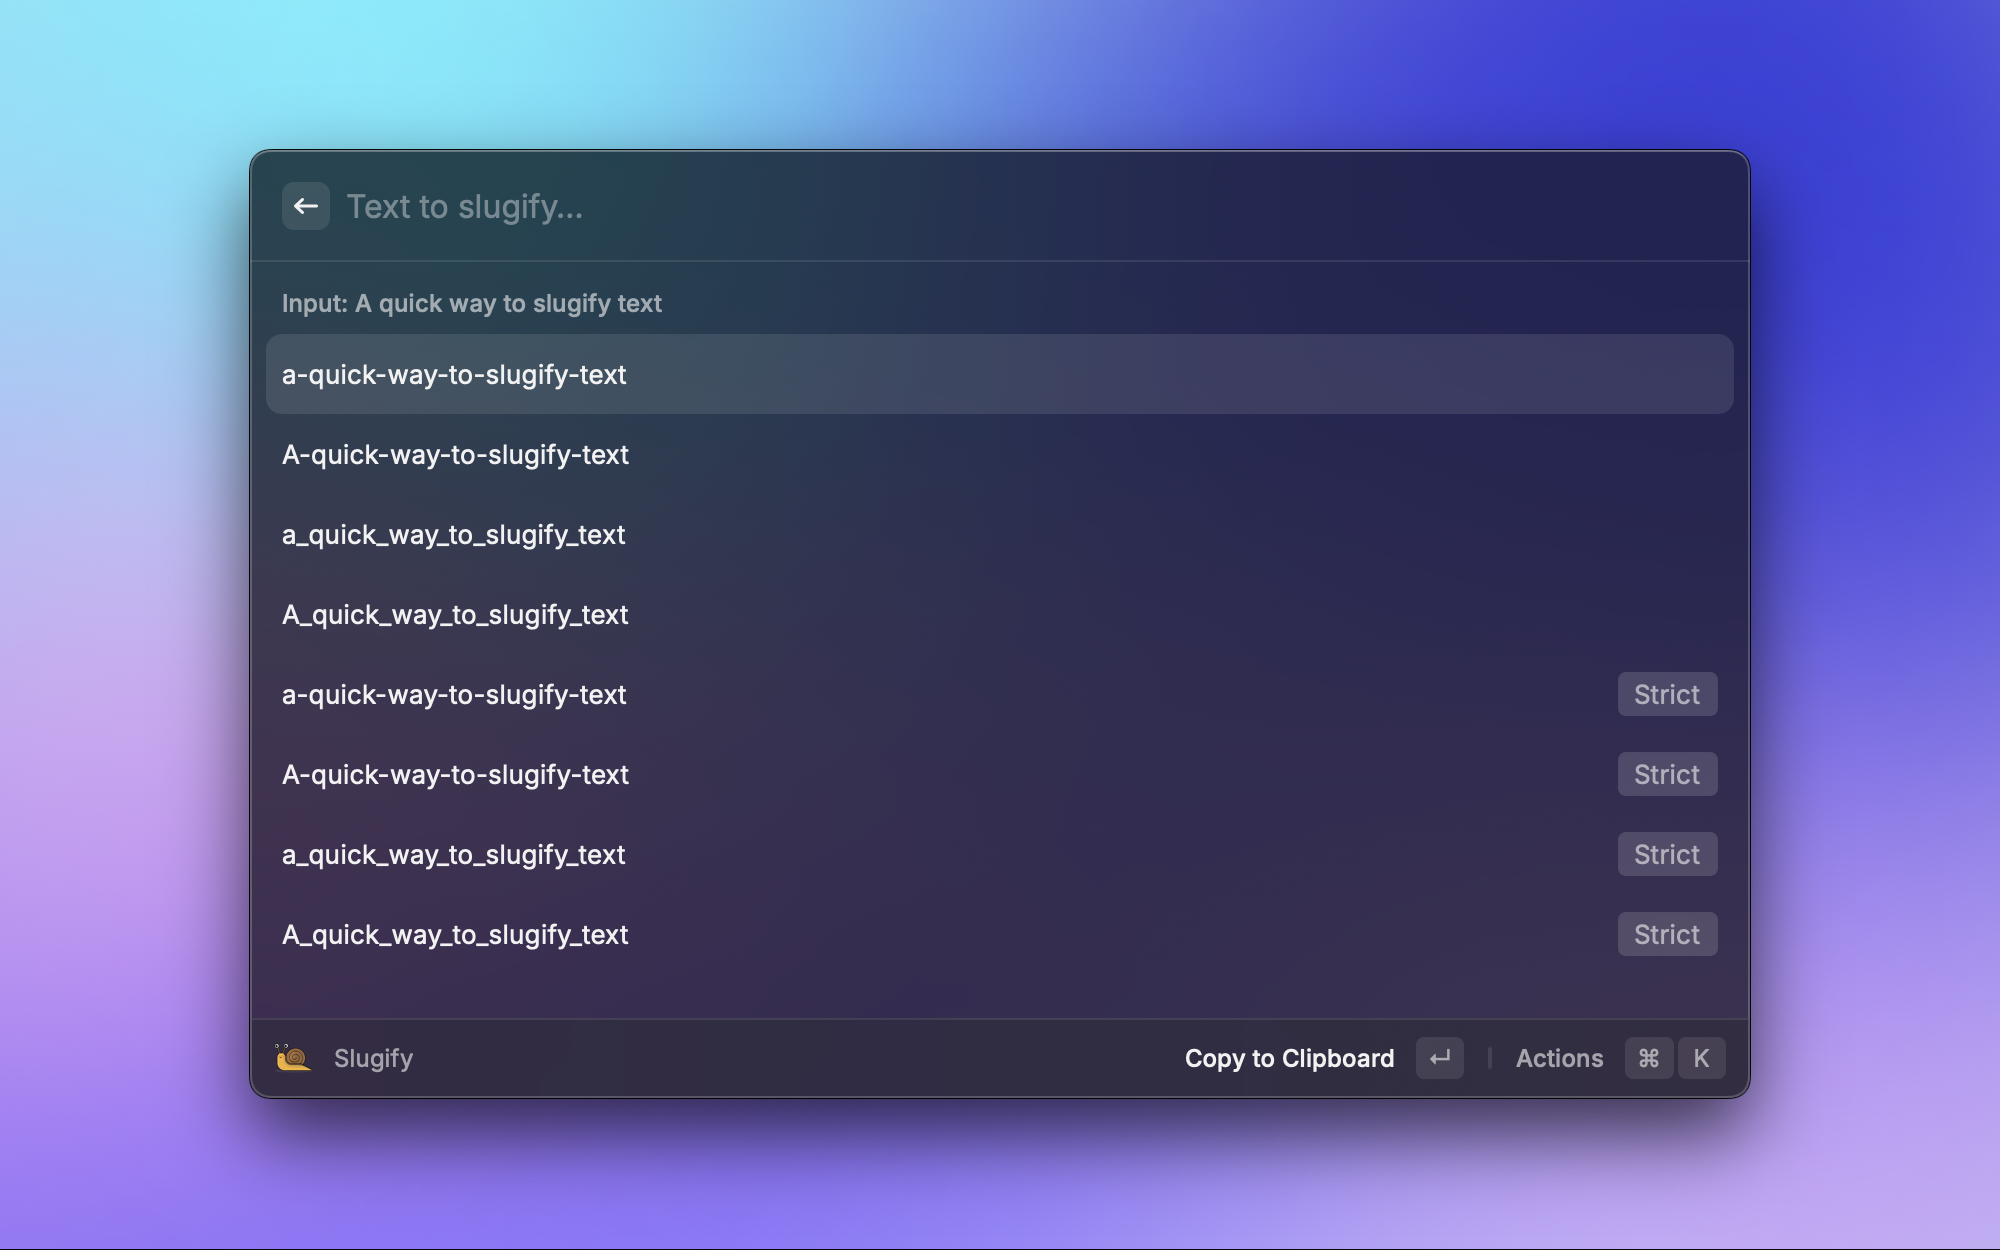 Text to slugify...
Input: A quick way to slugify text
a-quick-way-to-slugify-text
A-quick-way-to-slugify-text
a_quick_way_to_slugify_text
A_quick_way_to_slugify_text
a-quick-way-to-slugify-text Strict
A-quick-way-to-slugify-text Strict
a_quick_way_to_slugify_text Strict
A_quick_way_to_slugify_text Strict
Slugify Copy to Clipboard ↵ Actions ⌘ K